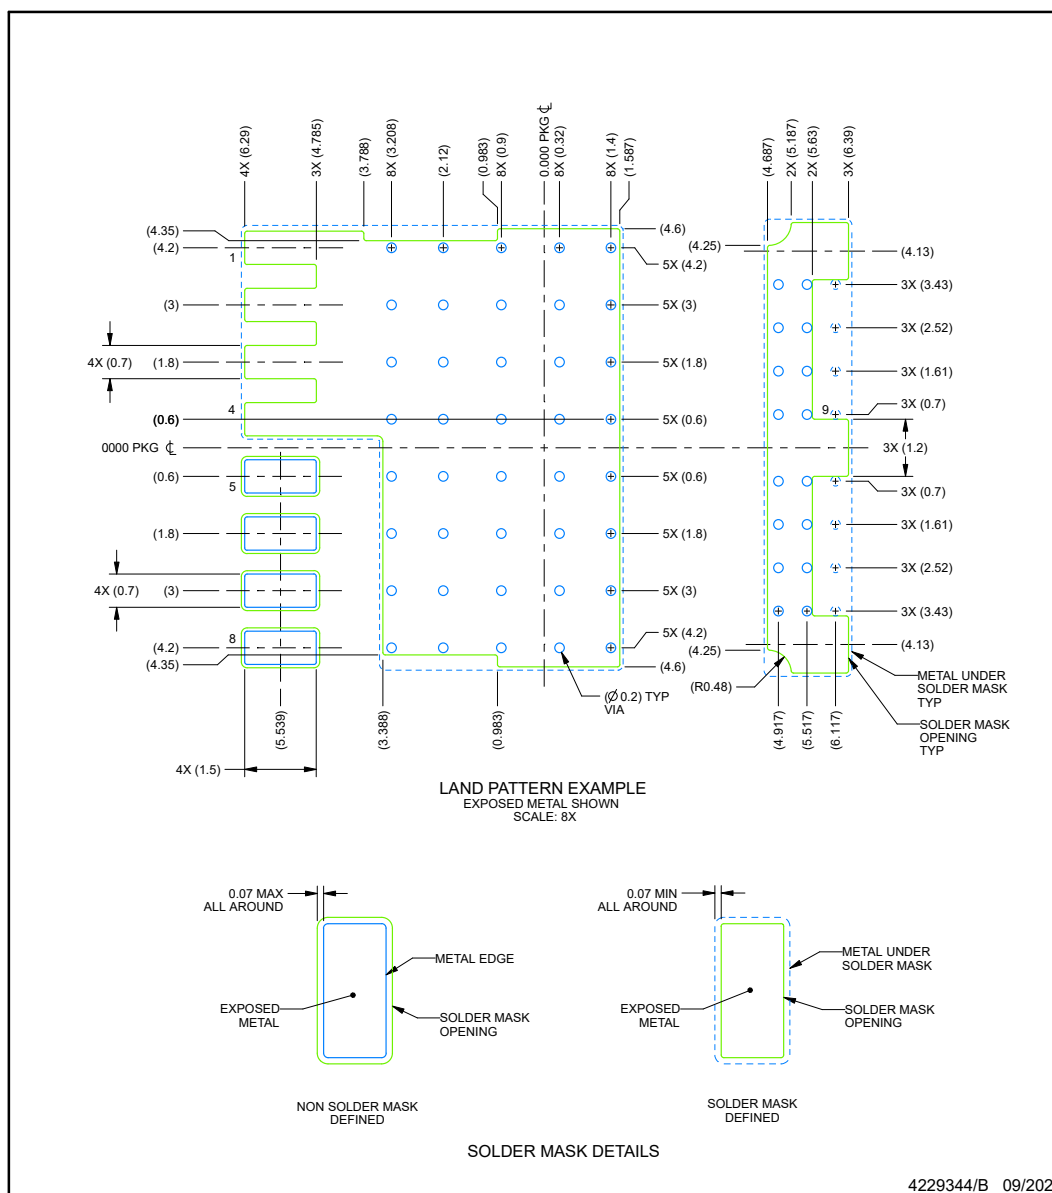 4X (6.29)
3X (4.785)
(3.788)
8X (3.208)
(2.12)
(0.983)
8X (0.9)
0.000 PKG ℄
8X (0.32)
8X (1.4)
(1.587)
(4.687)
2X (5.187)
2X (5.63)
3X (6.39)
(4.35)
(4.2)
1
(4.6)
5X (4.2)
(4.25)
(4.13)
(3)
5X (3)
3X (3.43)
3X (2.52)
4X (0.7)
(1.8)
5X (1.8)
3X (1.61)
4
(0.6)
5X (0.6)
9
3X (0.7)
0000 PKG ℄
3X (1.2)
(0.6)
5
5X (0.6)
3X (0.7)
(1.8)
5X (1.8)
3X (1.61)
4X (0.7)
(3)
5X (3)
3X (2.52)
3X (3.43)
(4.2)
8
5X (4.2)
(4.13)
(4.35)
(4.6)
(4.25)
(R0.48)
(Ø 0.2) TYP
VIA
METAL UNDER
SOLDER MASK
TYP
SOLDER MASK
OPENING
TYP
(5.539)
(3.388)
(0.983)
(4.917)
(5.517)
(6.117)
4X (1.5)
LAND PATTERN EXAMPLE
EXPOSED METAL SHOWN
SCALE: 8X
0.07 MAX
ALL AROUND
METAL EDGE
EXPOSED
METAL
SOLDER MASK
OPENING
NON SOLDER MASK
DEFINED
0.07 MIN
ALL AROUND
METAL UNDER
SOLDER MASK
EXPOSED
METAL
SOLDER MASK
OPENING
SOLDER MASK
DEFINED
SOLDER MASK DETAILS
4229344/B 09/202